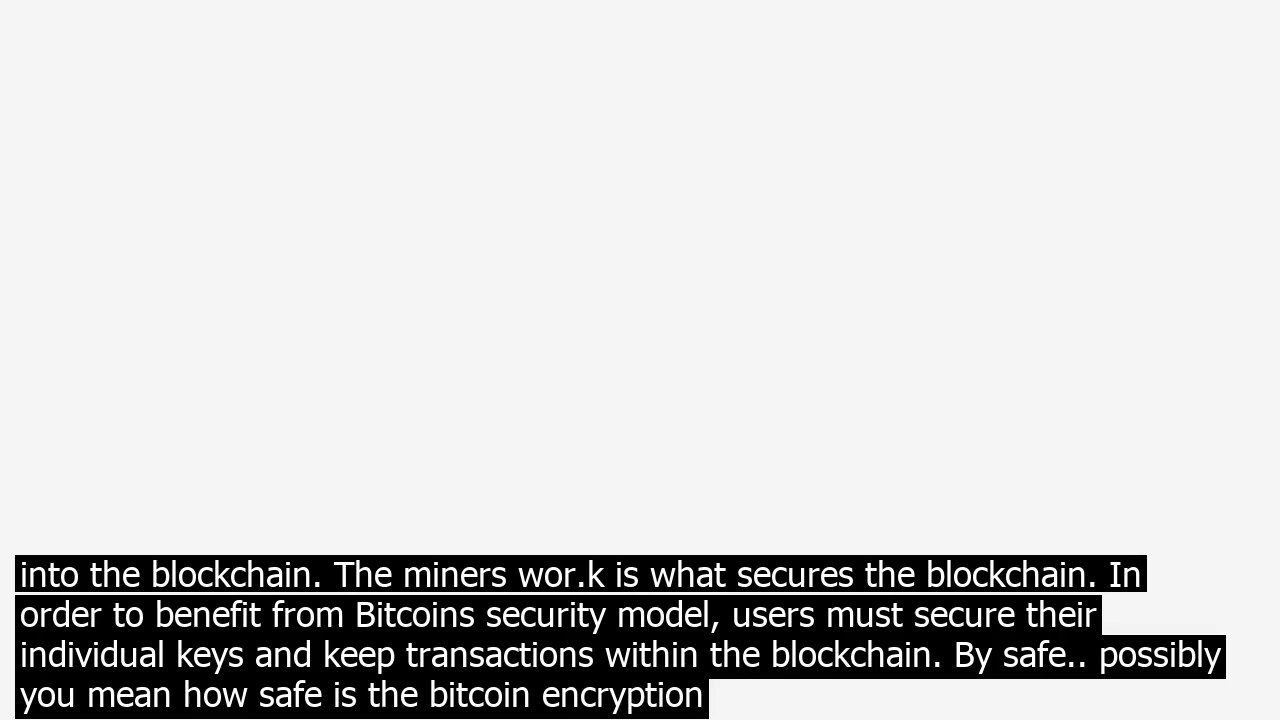 into the blockchain. The miners wor.k is what secures the blockchain. In
order to benefit from Bitcoins security model, users must secure their
individual keys and keep transactions within the blockchain. By safe.. possibly
you mean how safe is the bitcoin encryption